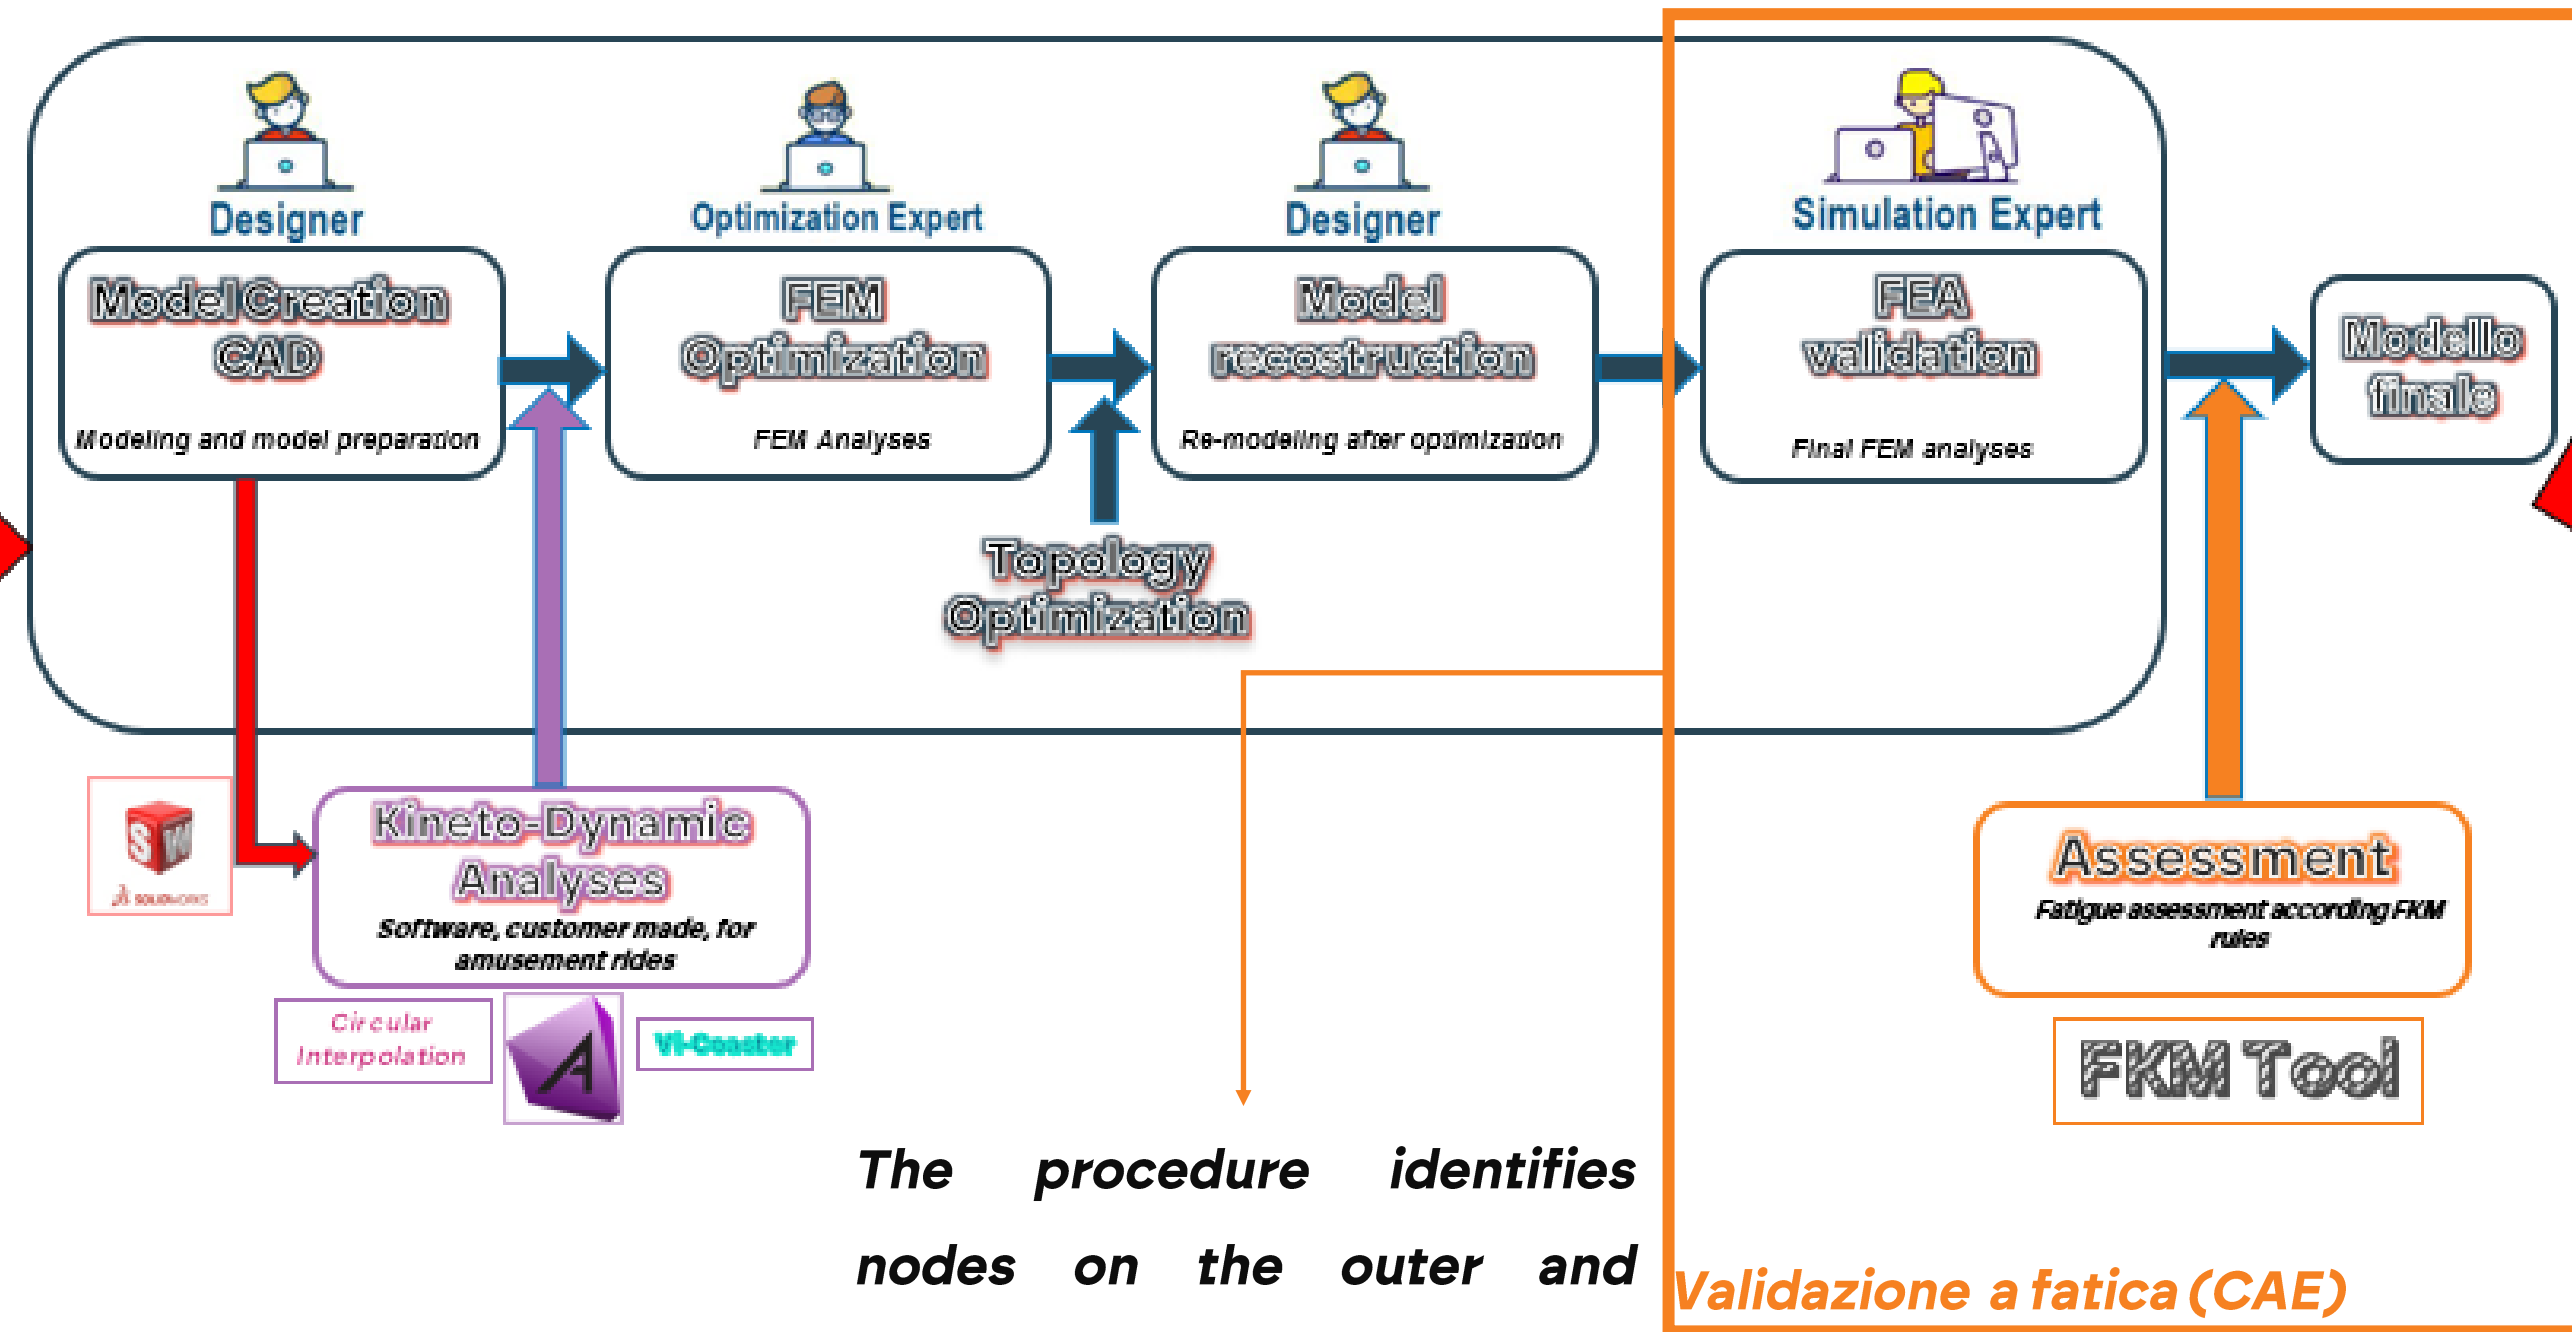 Designer
Model Creation
CAD
Modeling and model preparation
Optimization Expert
FEM
Optimization
FEM Analyses
Designer
Model
recostruction
Re-modeling after optimization
Simulation Expert
FEA
validation
Final FEM analyses
Modello
finale
Topology
Optimization
SW
SOLIDWORKS
Kineto-Dynamic
Analyses
Software, customer made, for
amusement rides
Circular
Interpolation
A
Vi-Coaster
Assessment
Fatigue assessment according FKM
rules
FKM Tool
The procedure identifies
nodes on the outer and
Validazione a fatica (CAE)